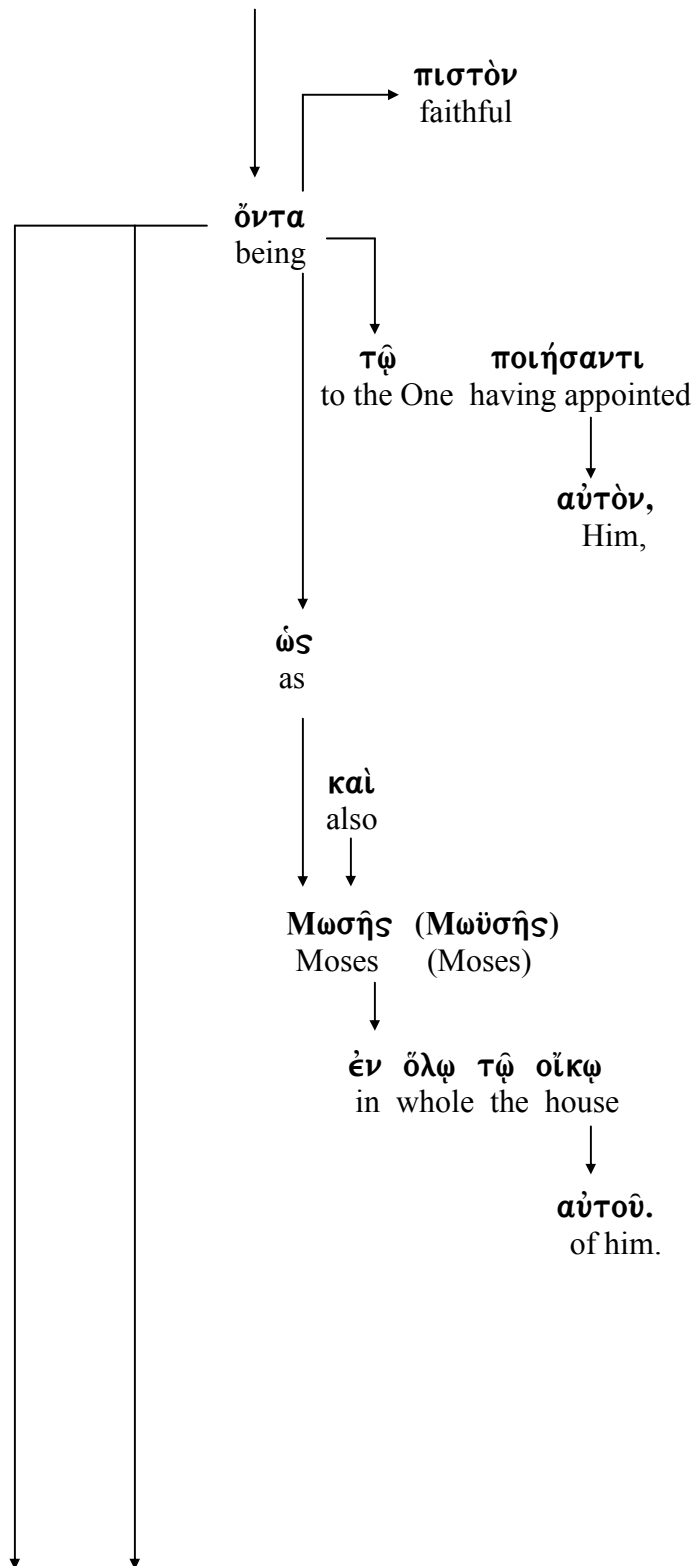 πιστὸν
faithful
ὄντα
being
τῷ ποιήσαντι
to the One having appointed
αὐτὸν,
Him,
ὡς
as
καὶ
also
Μωσῆς (Μωϋσῆς)
Moses (Moses)
ἐν ὅλῳ τῷ οἴκῳ
in whole the house
αὐτοῦ.
of him.